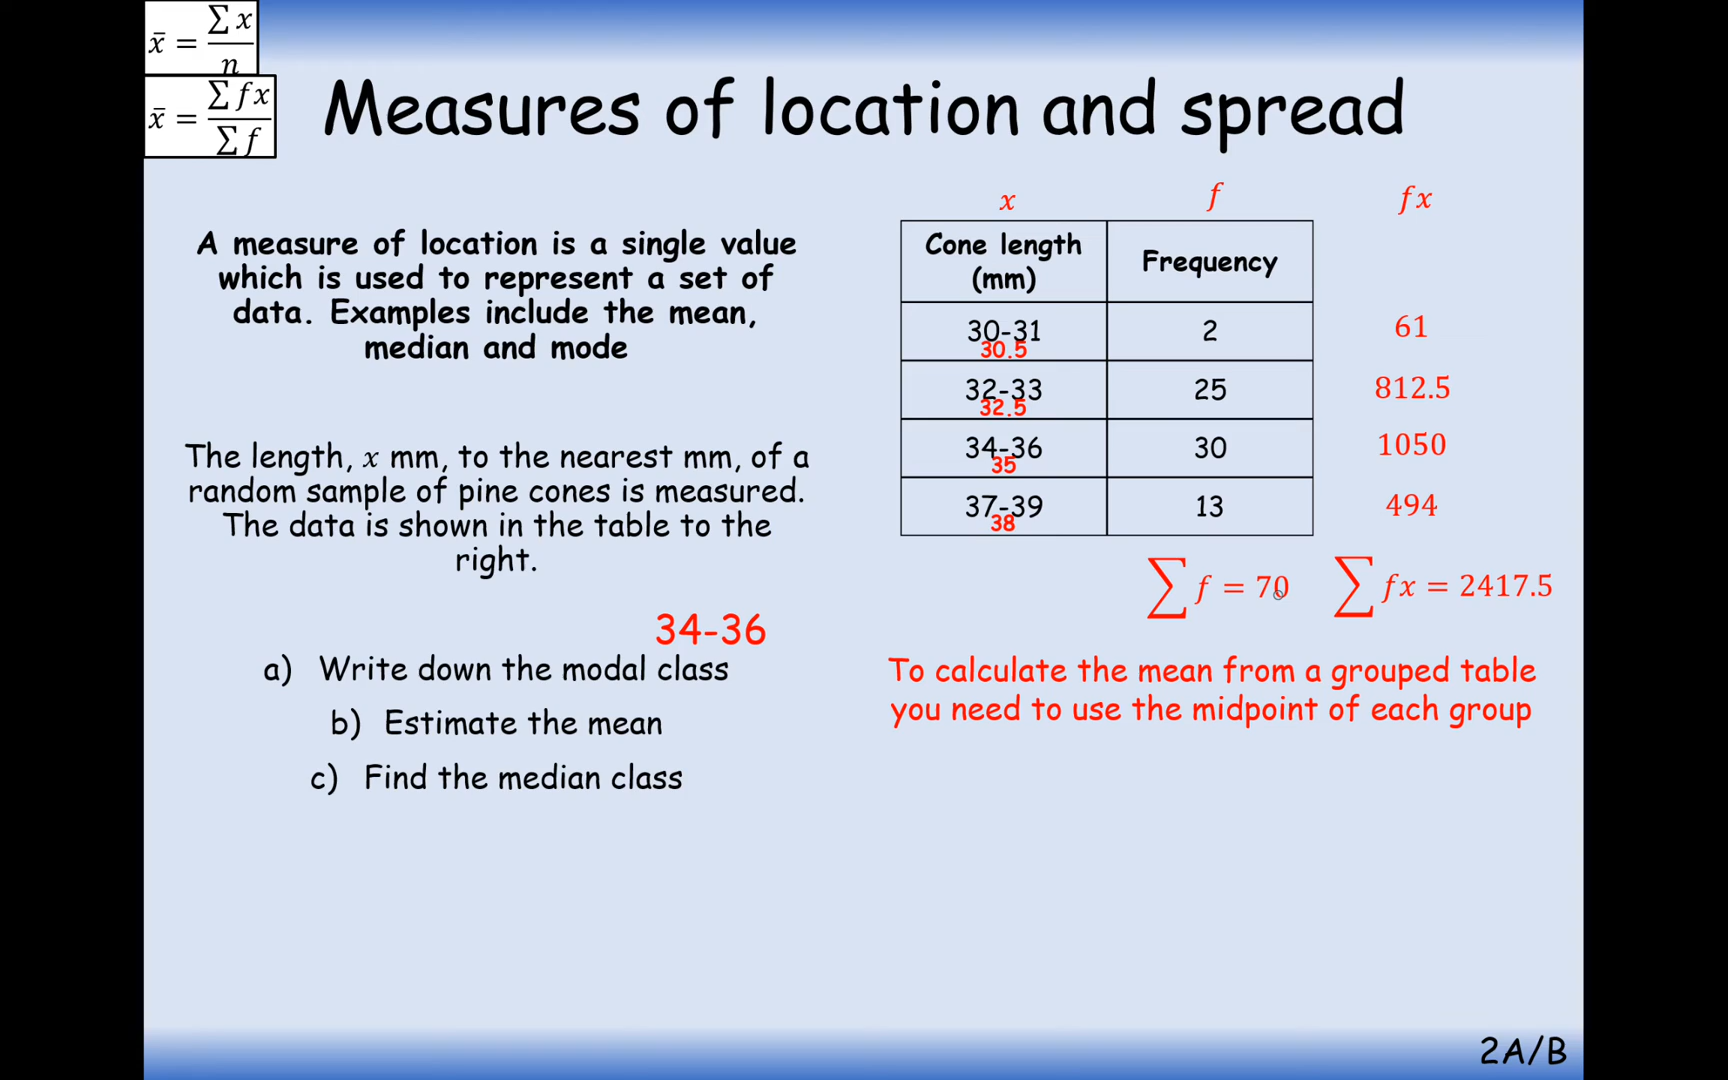 x̄ = ∑x / n
x̄ = ∑fx / ∑f
Measures of location and spread
A measure of location is a single value
which is used to represent a set of
data. Examples include the mean,
median and mode
The length, x mm, to the nearest mm, of a
random sample of pine cones is measured.
The data is shown in the table to the
right.
34-36
a) Write down the modal class
b) Estimate the mean
c) Find the median class
x f fx
Cone length
(mm) Frequency
30-31 2 61
30.5
32-33 25 812.5
32.5
34-36 30 1050
35
37-39 13 494
38
∑f = 70 ∑fx = 2417.5
To calculate the mean from a grouped table
you need to use the midpoint of each group
2A/B